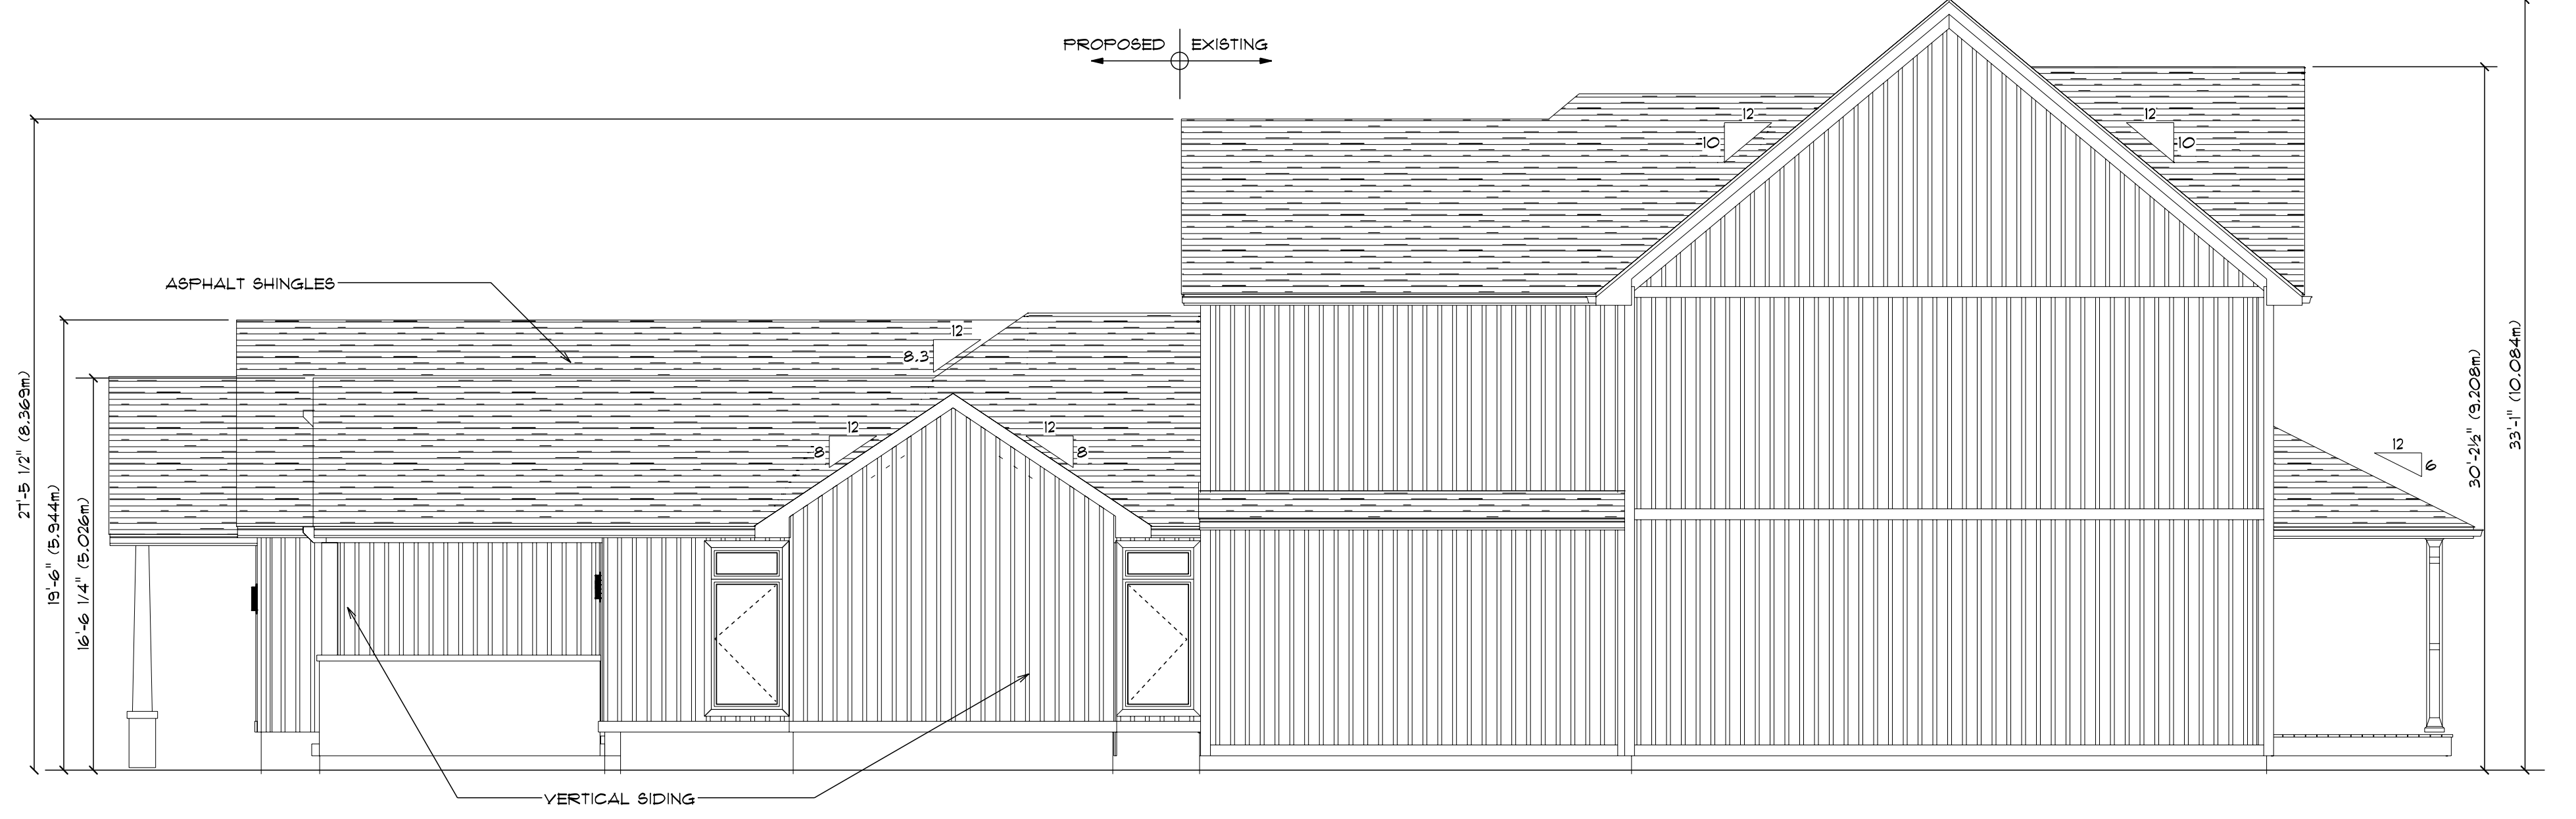 PROPOSED EXISTING
12
10
12
10
ASPHALT SHINGLES
12
8.3
12
8
12
8
12
6
27'-5 1/2" (8.369m)
19'-6" (5.944m)
16'-6 1/4" (5.026m)
30'-2½" (9.208m)
33'-1" (10.084m)
VERTICAL SIDING